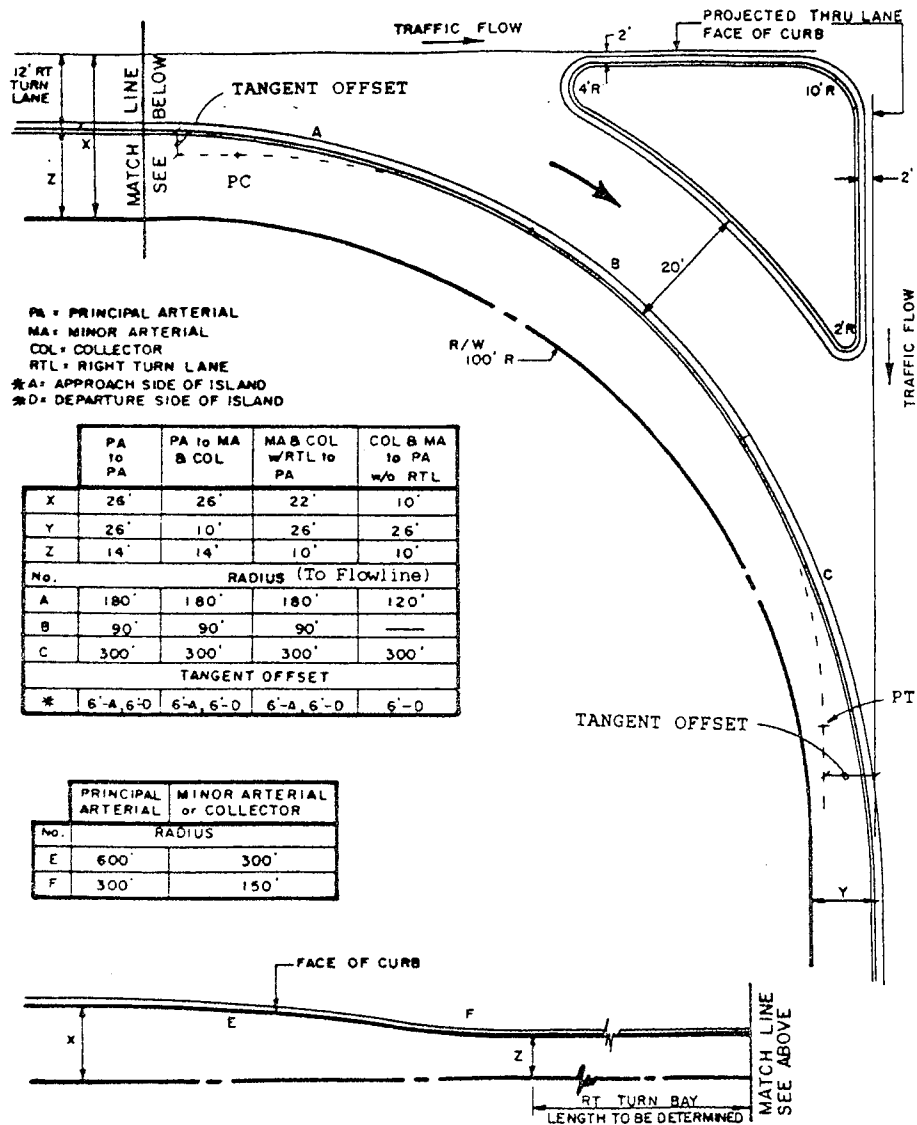 TRAFFIC FLOW
PROJECTED THRU LANE
FACE OF CURB
2'
12' RT
TURN
LANE
MATCH LINE
SEE BELOW
X
Z
TANGENT OFFSET
A
PC
4'R
10'R
2'
B
20'
2'R
TRAFFIC FLOW
PA = PRINCIPAL ARTERIAL
MA = MINOR ARTERIAL
COL = COLLECTOR
RTL = RIGHT TURN LANE
*A = APPROACH SIDE OF ISLAND
*D = DEPARTURE SIDE OF ISLAND
R/W
100' R
PA to PA | PA to MA & COL | MA & COL w/RTL to PA | COL & MA to PA w/o RTL
X 26' 26' 22' 10'
Y 26' 10' 26' 26'
Z 14' 14' 10' 10'
No. RADIUS (To Flowline)
A 180' 180' 180' 120'
B 90' 90' 90' —
C 300' 300' 300' 300'
TANGENT OFFSET
* 6'-A, 6'-D 6'-A, 6'-D 6'-A, 6'-D 6'-D
C
PT
TANGENT OFFSET
Y
PRINCIPAL ARTERIAL | MINOR ARTERIAL or COLLECTOR
No. RADIUS
E 600' 300'
F 300' 150'
FACE OF CURB
X
E
F
Z
RT TURN BAY
LENGTH TO BE DETERMINED
MATCH LINE
SEE ABOVE